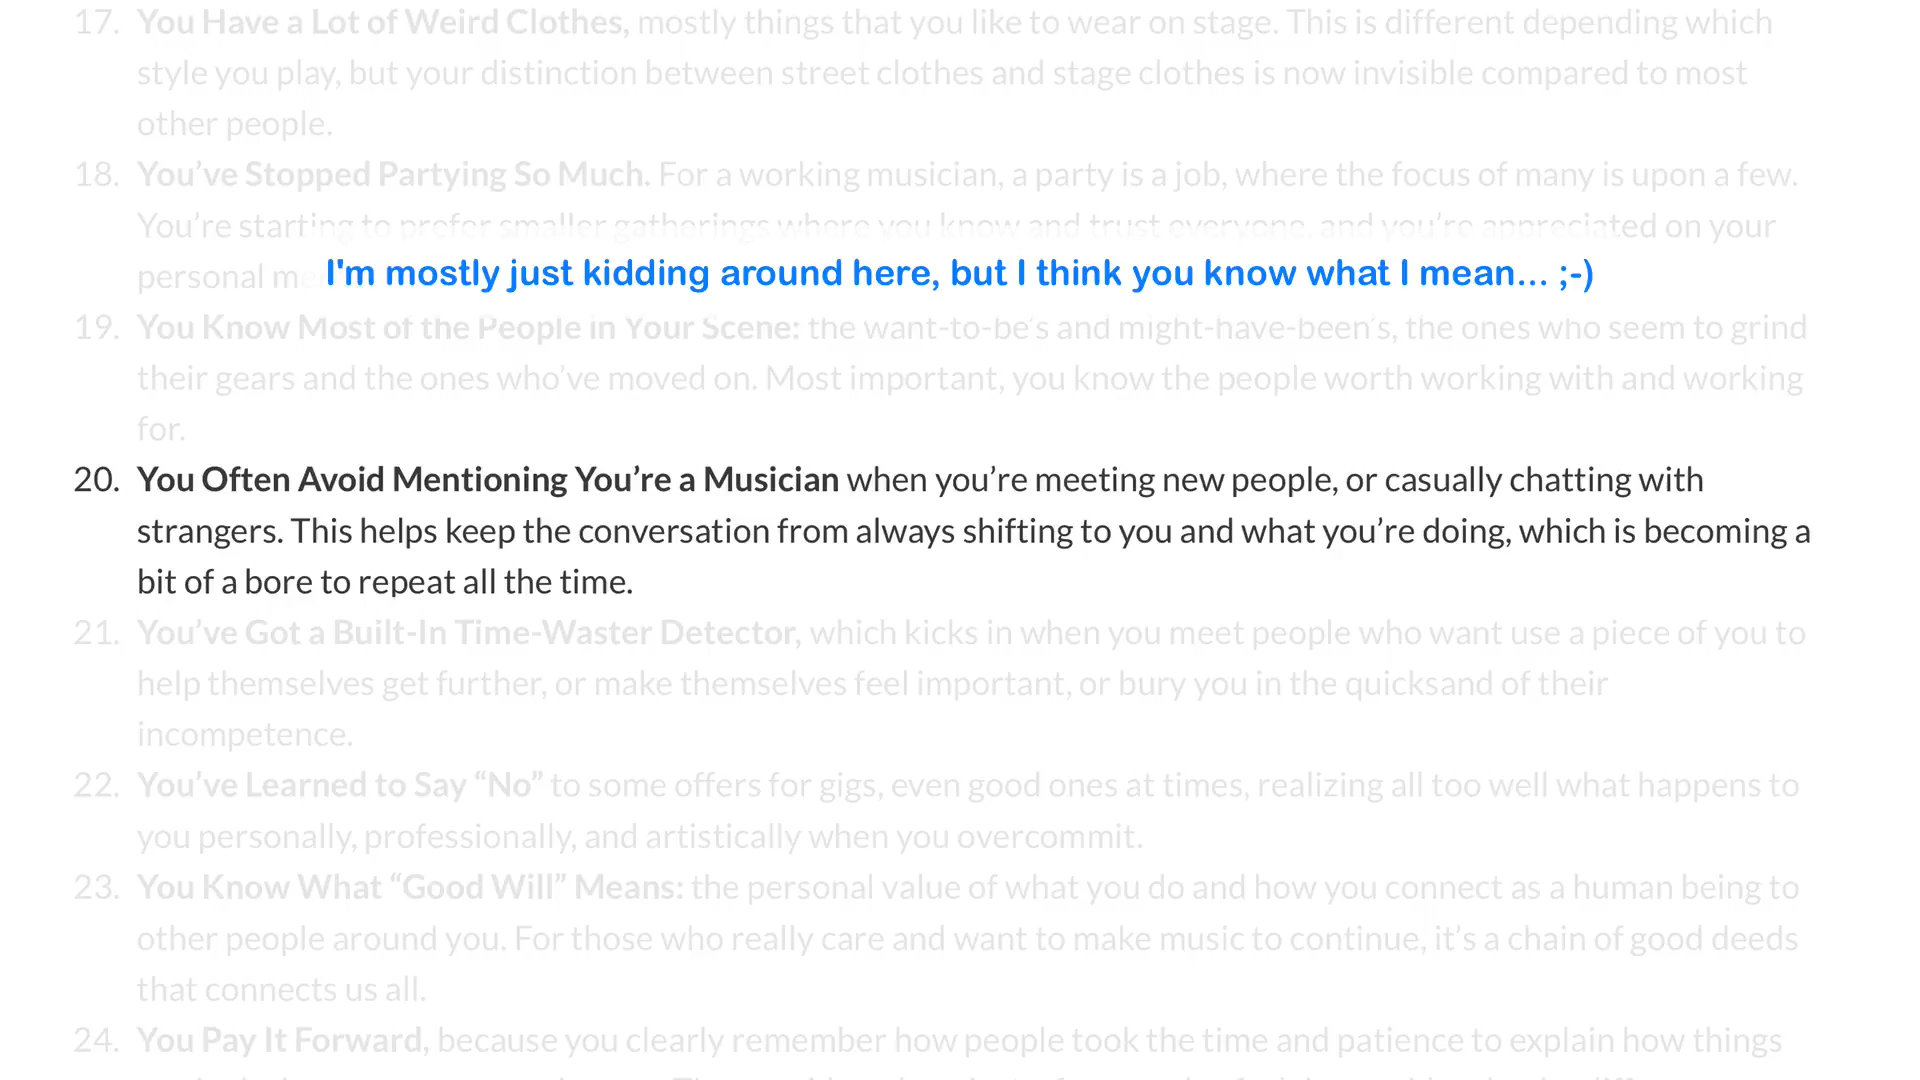 17. You Have a Lot of Weird Clothes, mostly things that you like to wear on stage. This is different depending which
style you play, but your distinction between street clothes and stage clothes is now invisible compared to most
other people.
18. You’ve Stopped Partying So Much. For a working musician, a party is a job, where the focus of many is upon a few.
You’re starting to prefer smaller gatherings where you know and trust everyone, and you’re appreciated on your
personal
I'm mostly just kidding around here, but I think you know what I mean... ;-)
19. You Know Most of the People in Your Scene: the want-to-be’s and might-have-been’s, the ones who seem to grind
their gears and the ones who’ve moved on. Most important, you know the people worth working with and working
for.
20. You Often Avoid Mentioning You’re a Musician when you’re meeting new people, or casually chatting with
strangers. This helps keep the conversation from always shifting to you and what you’re doing, which is becoming a
bit of a bore to repeat all the time.
21. You’ve Got a Built-In Time-Waster Detector, which kicks in when you meet people who want use a piece of you to
help themselves get further, or make themselves feel important, or bury you in the quicksand of their
incompetence.
22. You’ve Learned to Say “No” to some offers for gigs, even good ones at times, realizing all too well what happens to
you personally, professionally, and artistically when you overcommit.
23. You Know What “Good Will” Means: the personal value of what you do and how you connect as a human being to
other people around you. For those who really care and want to make music to continue, it’s a chain of good deeds
that connects us all.
24. You Pay It Forward, because you clearly remember how people took the time and patience to explain how things